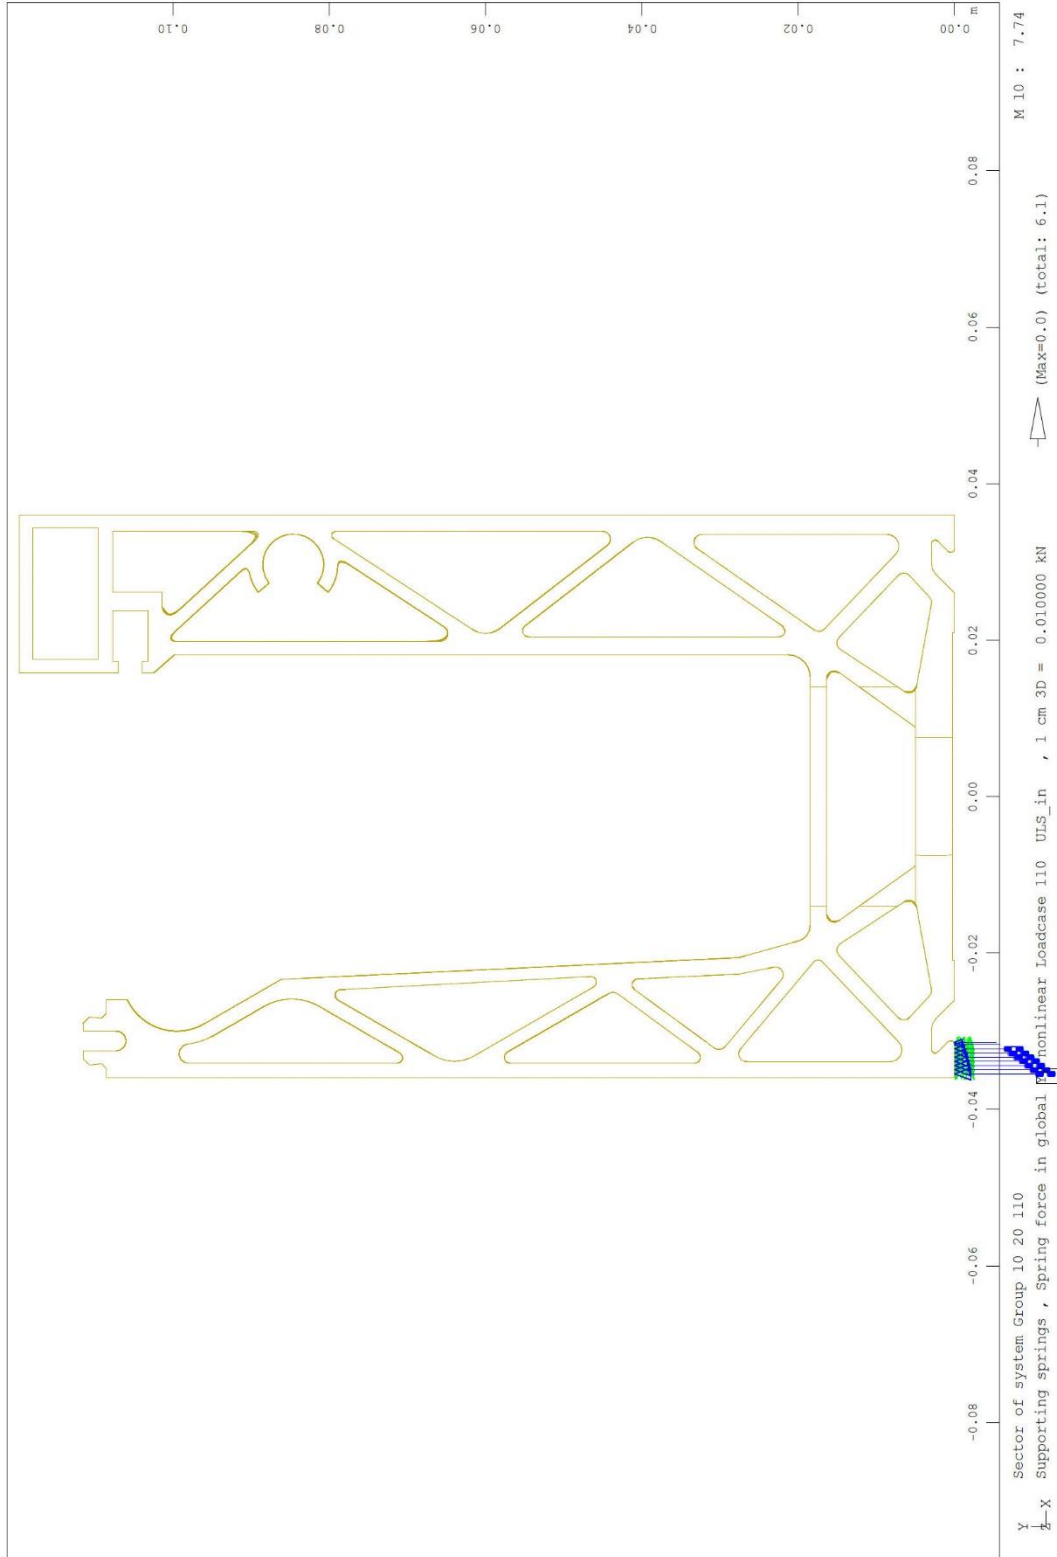 0.10
0.08
0.06
0.04
0.02
0.00
m
-0.08
-0.06
-0.04
-0.02
0.00
0.02
0.04
0.06
0.08
Sector of system Group 10 20 110
M 10 : 7.74
Supporting springs , Spring force in global Y nonlinear Loadcase 110 ULS_in , 1 cm 3D = 0.010000 kN (Max=0.0) (total: 6.1)
Y
Z X